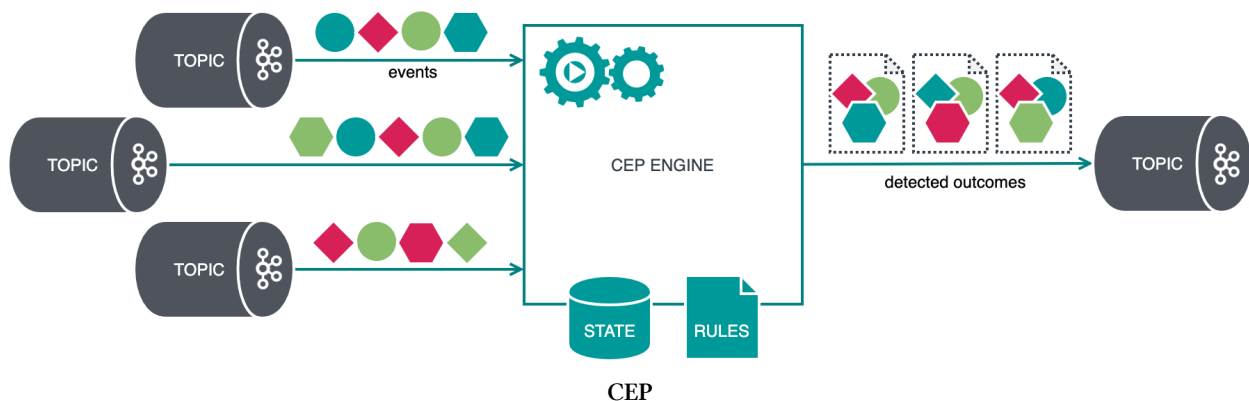 TOPIC
events
TOPIC
TOPIC
CEP ENGINE
STATE
RULES
detected outcomes
TOPIC
CEP